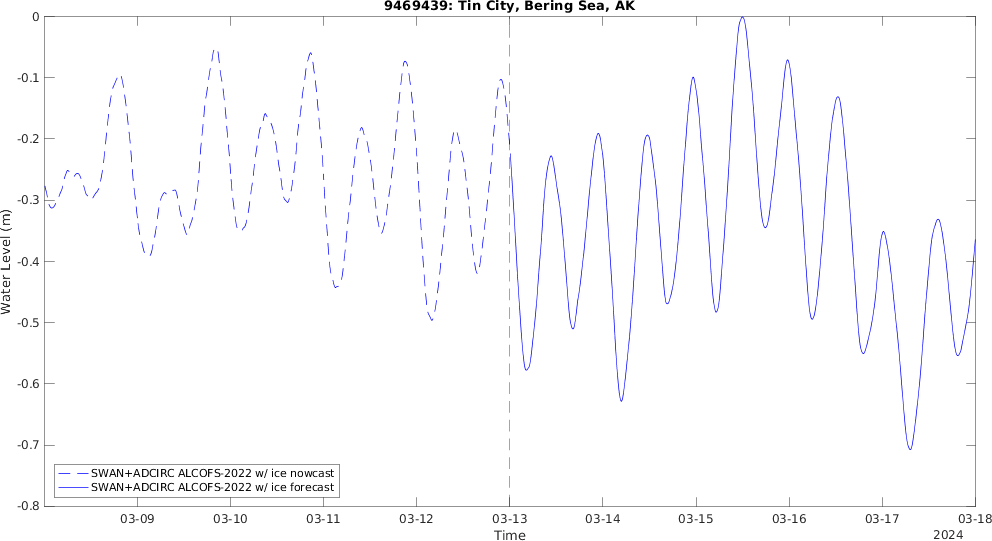 9469439: Tin City, Bering Sea, AK
0
-0.1
-0.2
-0.3
-0.4
-0.5
-0.6
-0.7
-0.8
Water Level (m)
SWAN+ADCIRC ALCOFS-2022 w/ ice nowcast
SWAN+ADCIRC ALCOFS-2022 w/ ice forecast
03-09 03-10 03-11 03-12 03-13 03-14 03-15 03-16 03-17 03-18
Time
2024